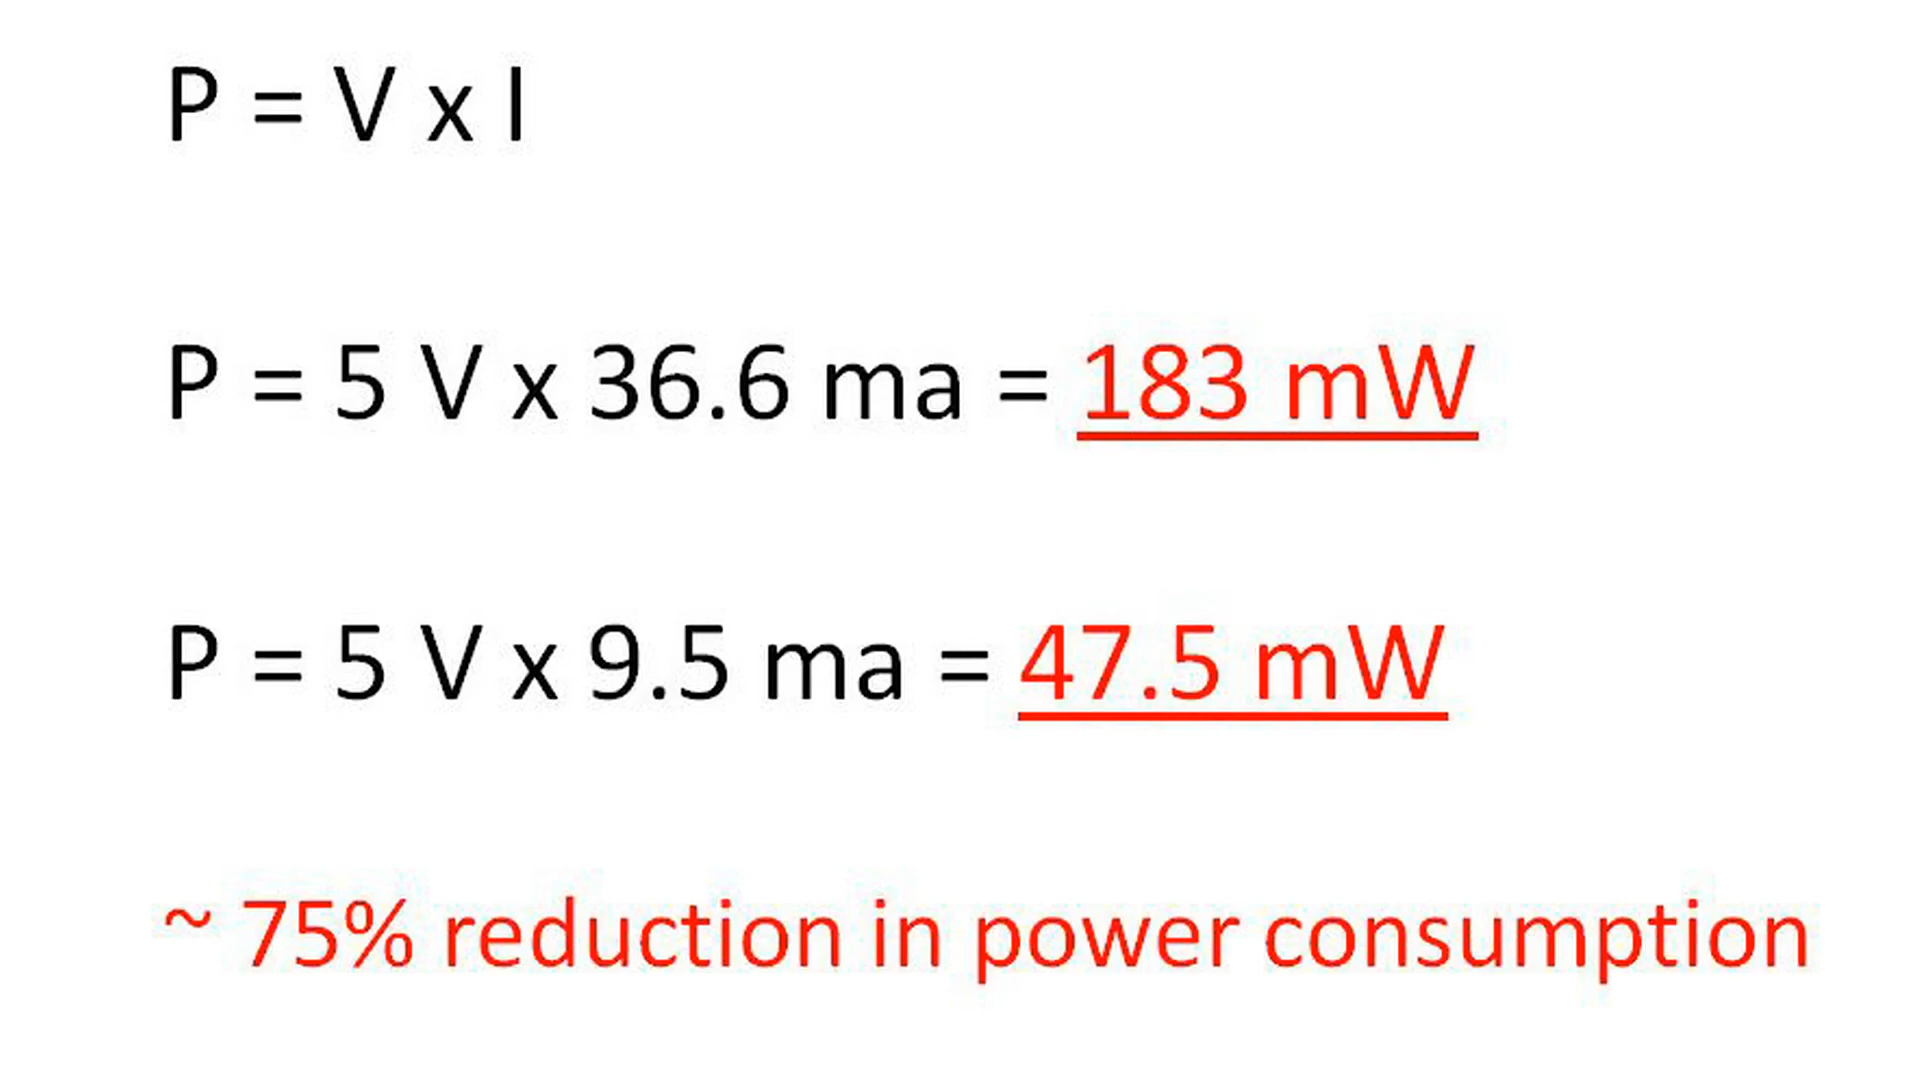 P = V x I
P = 5 V x 36.6 ma = 183 mW
P = 5 V x 9.5 ma = 47.5 mW
~ 75% reduction in power consumption